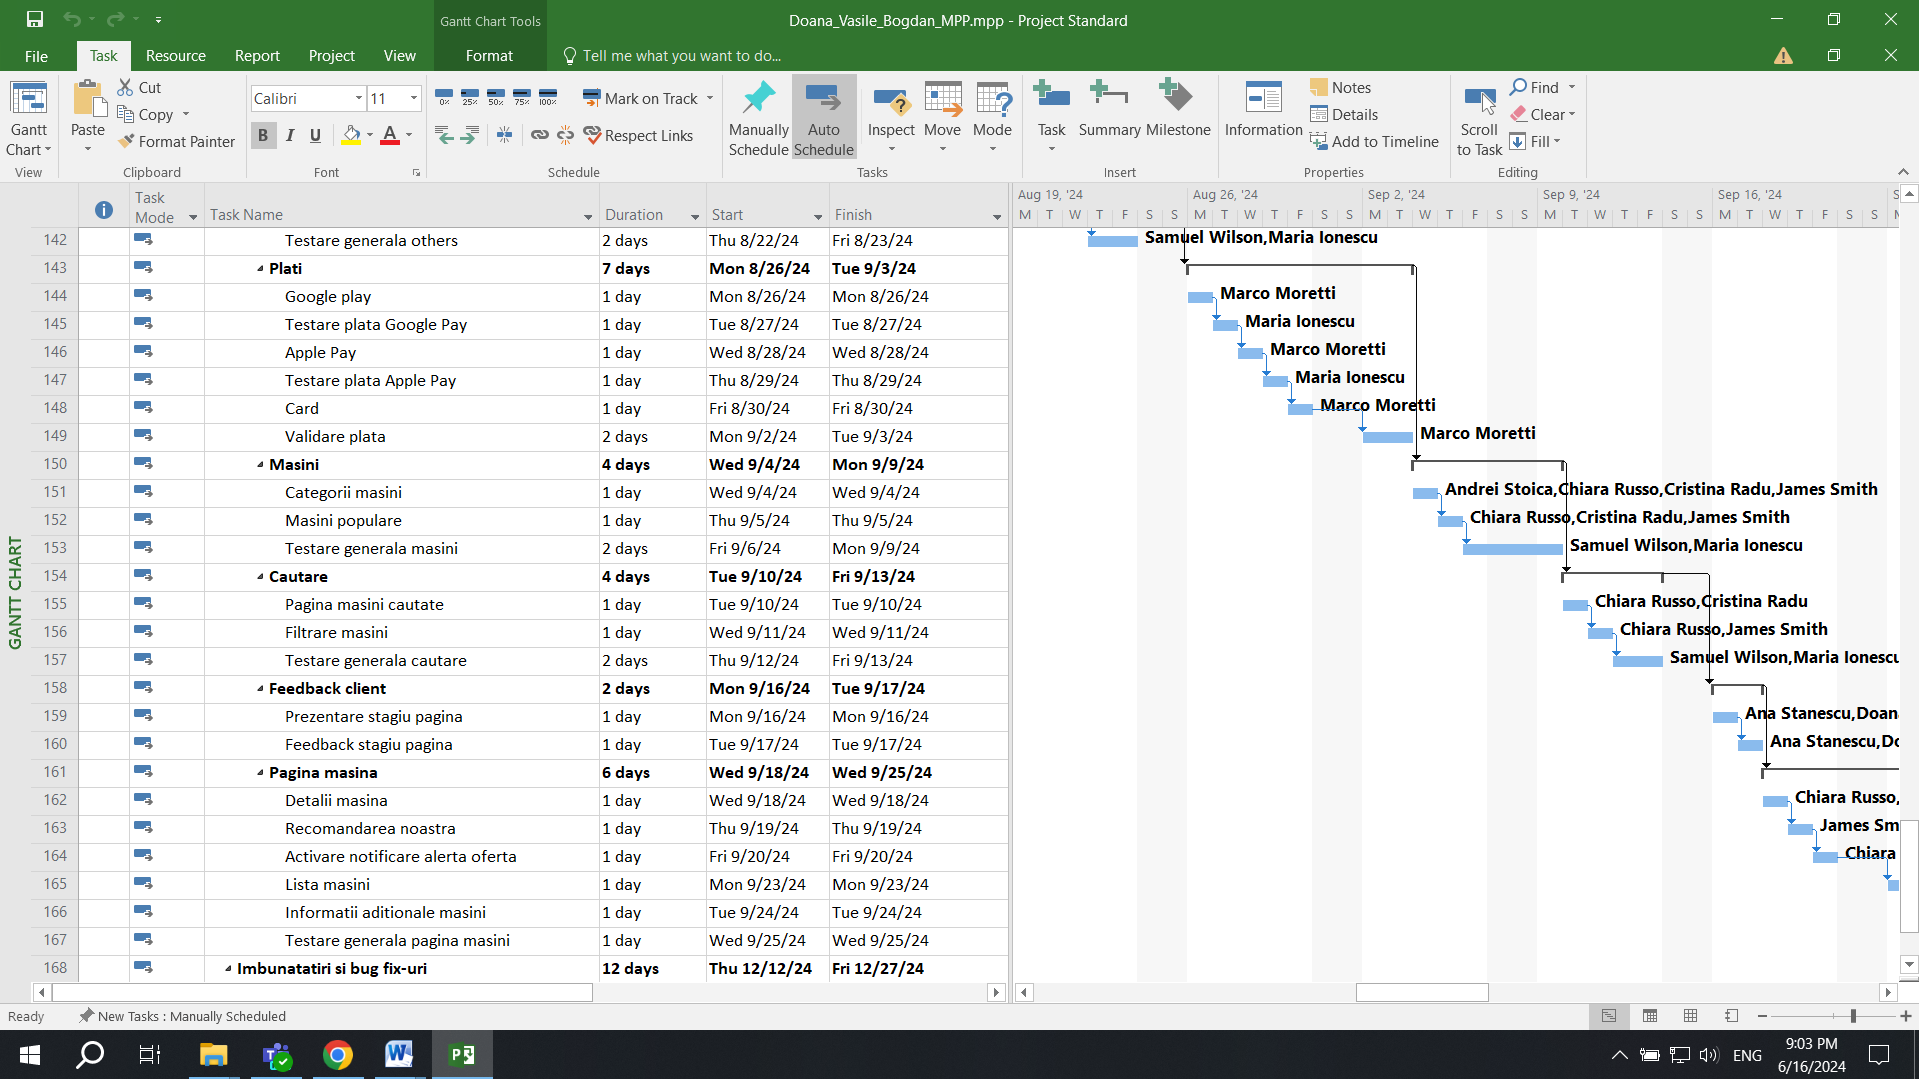 Gantt Chart Tools
Doana_Vasile_Bogdan_MPP.mpp - Project Standard
File Task Resource Report Project View Format Tell me what you want to do...
Gantt Chart
Paste
Cut
Copy
Format Painter
Calibri 11
B I U A
0% 25% 50% 75% 100%
Mark on Track
Respect Links
Manually Schedule
Auto Schedule
Inspect
Move
Mode
Task
Summary
Milestone
Information
Notes
Details
Add to Timeline
Scroll to Task
Find
Clear
Fill
View Clipboard Font Schedule Tasks Insert Properties Editing
Task Mode Task Name Duration Start Finish
Aug 19, '24 Aug 26, '24 Sep 2, '24 Sep 9, '24 Sep 16, '24 S
M T W T F S S M T W T F S S M T W T F S S M T W T F S S M T W T F S S M
GANTT CHART
142 Testare generala others 2 days Thu 8/22/24 Fri 8/23/24 Samuel Wilson,Maria Ionescu
143 Plati 7 days Mon 8/26/24 Tue 9/3/24
144 Google play 1 day Mon 8/26/24 Mon 8/26/24 Marco Moretti
145 Testare plata Google Pay 1 day Tue 8/27/24 Tue 8/27/24 Maria Ionescu
146 Apple Pay 1 day Wed 8/28/24 Wed 8/28/24 Marco Moretti
147 Testare plata Apple Pay 1 day Thu 8/29/24 Thu 8/29/24 Maria Ionescu
148 Card 1 day Fri 8/30/24 Fri 8/30/24 Marco Moretti
149 Validare plata 2 days Mon 9/2/24 Tue 9/3/24 Marco Moretti
150 Masini 4 days Wed 9/4/24 Mon 9/9/24
151 Categorii masini 1 day Wed 9/4/24 Wed 9/4/24 Andrei Stoica,Chiara Russo,Cristina Radu,James Smith
152 Masini populare 1 day Thu 9/5/24 Thu 9/5/24 Chiara Russo,Cristina Radu,James Smith
153 Testare generala masini 2 days Fri 9/6/24 Mon 9/9/24 Samuel Wilson,Maria Ionescu
154 Cautare 4 days Tue 9/10/24 Fri 9/13/24
155 Pagina masini cautate 1 day Tue 9/10/24 Tue 9/10/24 Chiara Russo,Cristina Radu
156 Filtrare masini 1 day Wed 9/11/24 Wed 9/11/24 Chiara Russo,James Smith
157 Testare generala cautare 2 days Thu 9/12/24 Fri 9/13/24 Samuel Wilson,Maria Ionescu
158 Feedback client 2 days Mon 9/16/24 Tue 9/17/24
159 Prezentare stagiu pagina 1 day Mon 9/16/24 Mon 9/16/24 Ana Stanescu,Doana
160 Feedback stagiu pagina 1 day Tue 9/17/24 Tue 9/17/24 Ana Stanescu,Do
161 Pagina masina 6 days Wed 9/18/24 Wed 9/25/24
162 Detalii masina 1 day Wed 9/18/24 Wed 9/18/24 Chiara Russo,
163 Recomandarea noastra 1 day Thu 9/19/24 Thu 9/19/24 James Sm
164 Activare notificare alerta oferta 1 day Fri 9/20/24 Fri 9/20/24 Chiara
165 Lista masini 1 day Mon 9/23/24 Mon 9/23/24
166 Informatii aditionale masini 1 day Tue 9/24/24 Tue 9/24/24
167 Testare generala pagina masini 1 day Wed 9/25/24 Wed 9/25/24
168 Imbunatatiri si bug fix-uri 12 days Thu 12/12/24 Fri 12/27/24
Ready New Tasks : Manually Scheduled
ENG 9:03 PM
6/16/2024